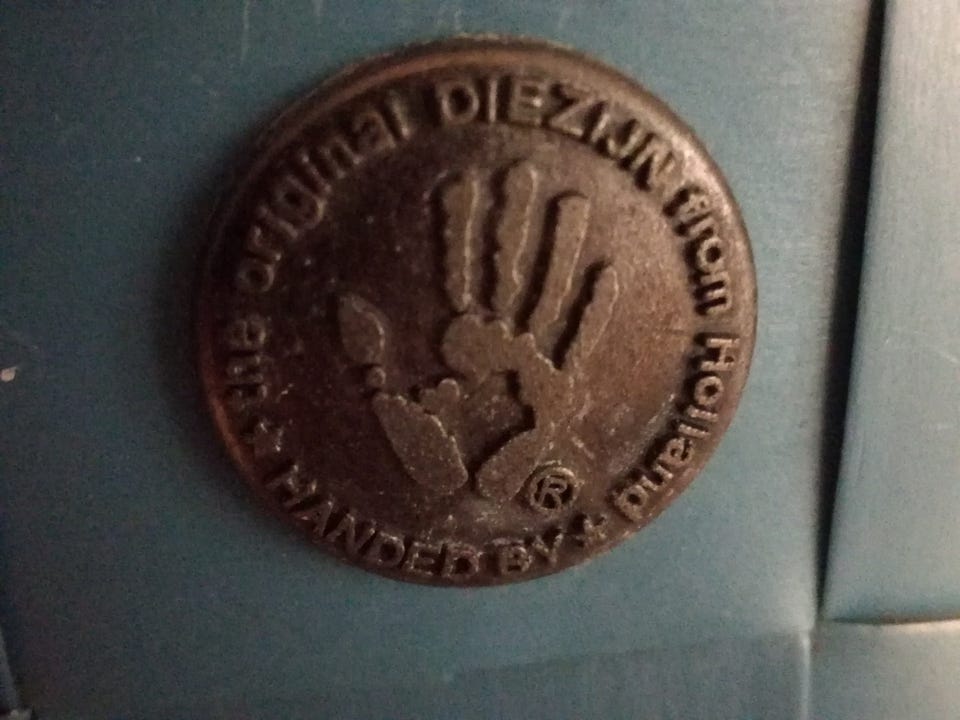 the original DIEZIJN from Holland
★ HANDED BY ★
®